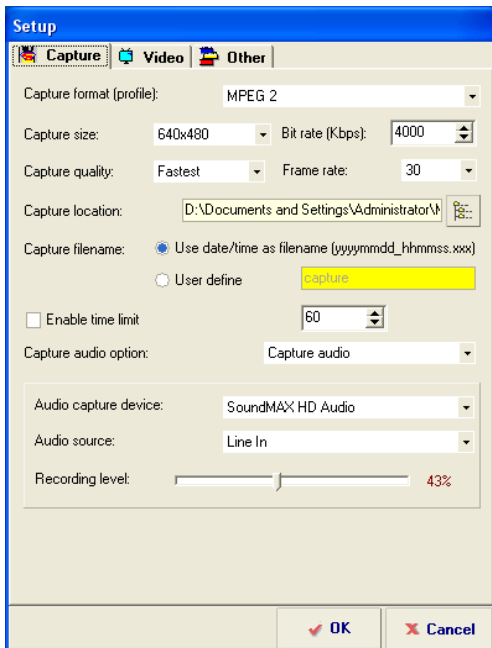 Setup
Capture Video Other
Capture format (profile): MPEG 2
Capture size: 640x480 Bit rate (Kbps): 4000
Capture quality: Fastest Frame rate: 30
Capture location: D:\Documents and Settings\Administrator\
Capture filename: Use date/time as filename (yyyymmdd_hhmmss.xxx)
User define capture
Enable time limit 60
Capture audio option: Capture audio
Audio capture device: SoundMAX HD Audio
Audio source: Line In
Recording level: 43%
OK Cancel